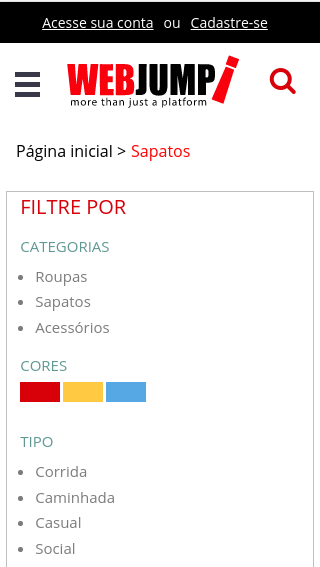 Acesse sua conta ou Cadastre-se
WEBJUMP!
more than just a platform
Página inicial > Sapatos
FILTRE POR
CATEGORIAS
Roupas
Sapatos
Acessórios
CORES
TIPO
Corrida
Caminhada
Casual
Social